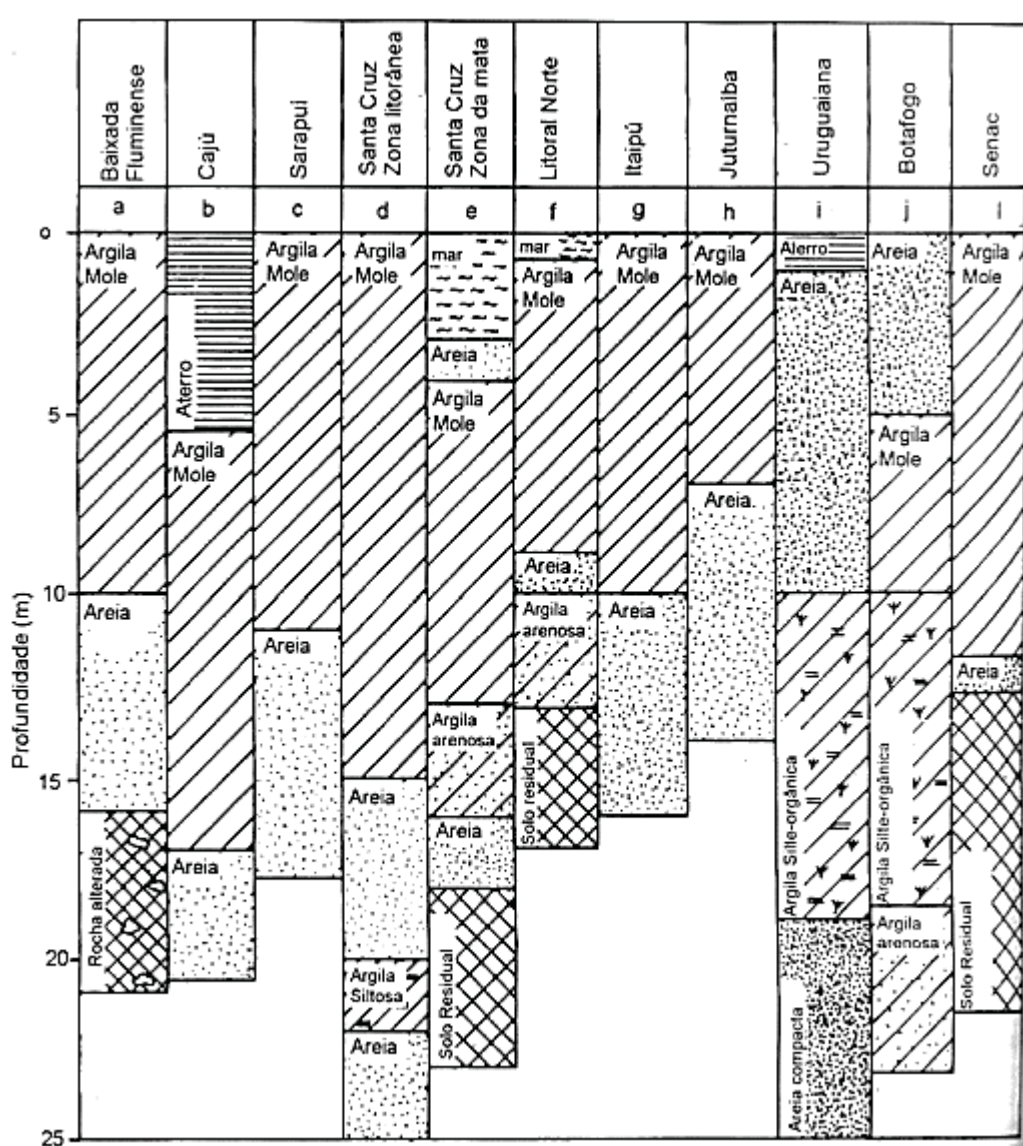 Baixada
Fluminense
Cajú
Sarapuí
Santa Cruz
Zona litorânea
Santa Cruz
Zona da mata
Litoral Norte
Itaipú
Juturnaiba
Uruguaiana
Botafogo
Senac
a
b
c
d
e
f
g
h
i
j
l
Profundidade (m)
0
5
10
15
20
25
Argila
Mole
Areia
Rocha alterada
Aterro
Argila
Mole
Areia
Argila
Mole
Areia
Argila
Mole
Areia
Argila
Siltosa
Areia
mar
Areia
Argila
Mole
Argila
arenosa
Areia
Solo Residual
mar
Argila
Mole
Areia
Argila
arenosa
Solo residual
Argila
Mole
Areia
Argila
Mole
Areia
Aterro
Areia
Argila Silte-orgânica
Areia compacta
Areia
Argila
Mole
Argila Silte-orgânica
Argila
arenosa
Argila
Mole
Areia
Solo Residual